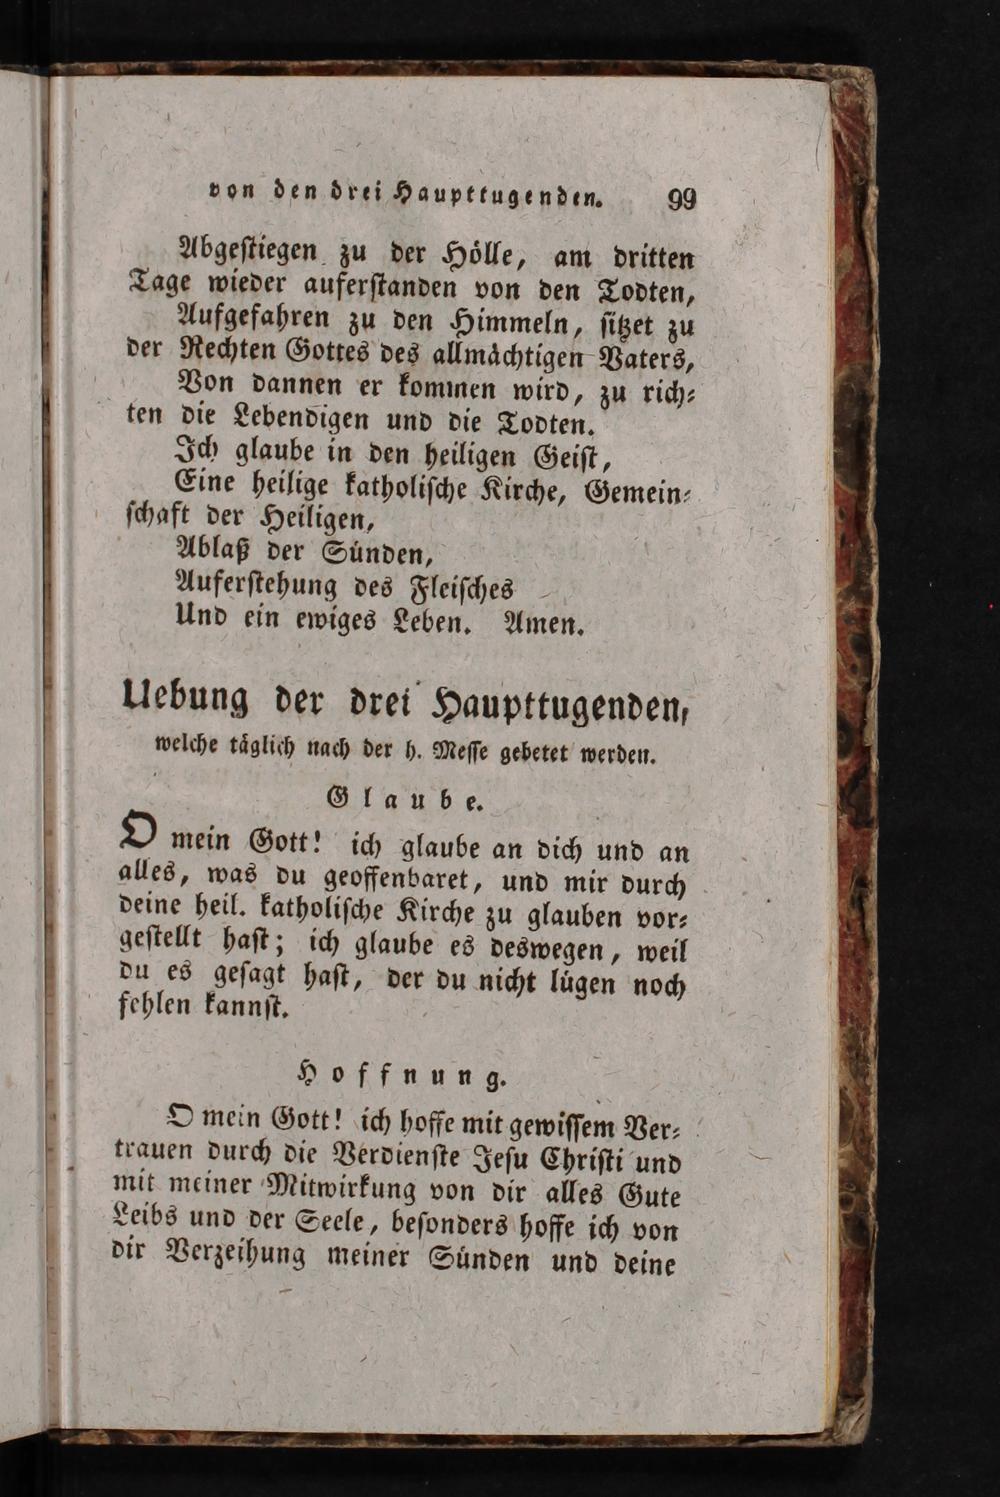 von den drei Haupttugenden. 99
Abgeſtiegen zu der Hölle, am dritten
Tage wieder auferſtanden von den Todten,
Aufgefahren zu den Himmeln, ſitzet zu
der Rechten Gottes des allmächtigen Vaters,
Von dannen er kommen wird, zu rich⸗
ten die Lebendigen und die Todten.
Ich glaube in den heiligen Geiſt,
Eine heilige katholiſche Kirche, Gemein⸗
ſchaft der Heiligen,
Ablaß der Sünden,
Auferſtehung des Fleiſches
Und ein ewiges Leben. Amen.
Uebung der drei Haupttugenden,
welche täglich nach der h. Meſſe gebetet werden.
Glaube.
O mein Gott! ich glaube an dich und an
alles, was du geoffenbaret, und mir durch
deine heil. katholiſche Kirche zu glauben vor⸗
geſtellt haſt; ich glaube es deswegen, weil
du es geſagt haſt, der du nicht lügen noch
fehlen kannſt.
Hoffnung.
O mein Gott! ich hoffe mit gewiſſem Ver⸗
trauen durch die Verdienſte Jeſu Chriſti und
mit meiner Mitwirkung von dir alles Gute
Leibs und der Seele, beſonders hoffe ich von
dir Verzeihung meiner Sünden und deine